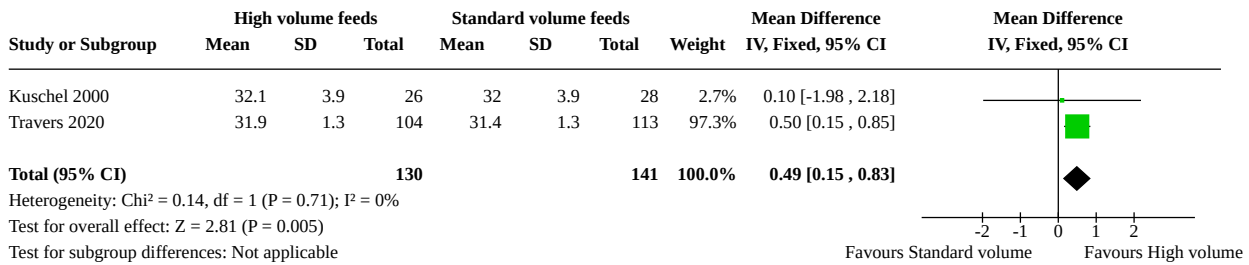 High volume feeds Standard volume feeds Mean Difference Mean Difference
Study or Subgroup Mean SD Total Mean SD Total Weight IV, Fixed, 95% CI IV, Fixed, 95% CI
Kuschel 2000 32.1 3.9 26 32 3.9 28 2.7% 0.10 [-1.98 , 2.18]
Travers 2020 31.9 1.3 104 31.4 1.3 113 97.3% 0.50 [0.15 , 0.85]
Total (95% CI) 130 141 100.0% 0.49 [0.15 , 0.83]
Heterogeneity: Chi² = 0.14, df = 1 (P = 0.71); I² = 0%
Test for overall effect: Z = 2.81 (P = 0.005)
-2 -1 0 1 2
Test for subgroup differences: Not applicable Favours Standard volume Favours High volume